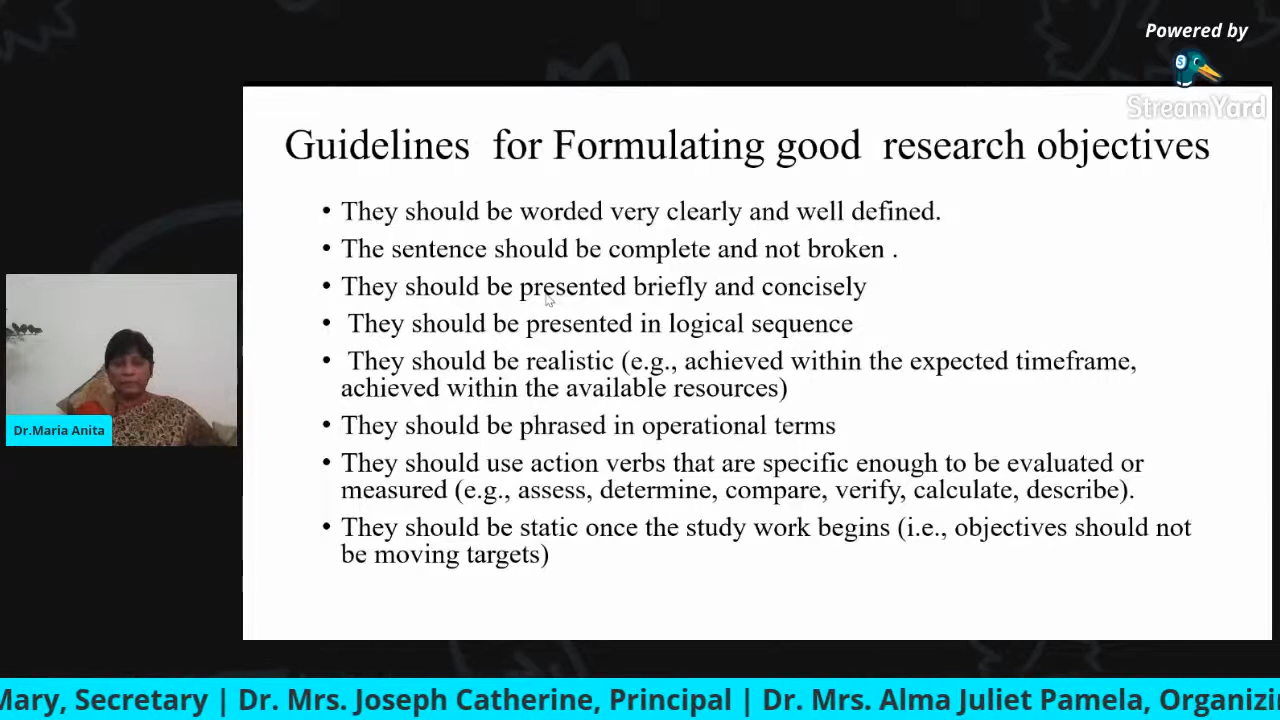 Powered by
StreamYard
Guidelines for Formulating good research objectives
• They should be worded very clearly and well defined.
• The sentence should be complete and not broken .
• They should be presented briefly and concisely
• They should be presented in logical sequence
• They should be realistic (e.g., achieved within the expected timeframe,
achieved within the available resources)
• They should be phrased in operational terms
• They should use action verbs that are specific enough to be evaluated or
measured (e.g., assess, determine, compare, verify, calculate, describe).
• They should be static once the study work begins (i.e., objectives should not
be moving targets)
Dr.Maria Anita
Mary, Secretary | Dr. Mrs. Joseph Catherine, Principal | Dr. Mrs. Alma Juliet Pamela, Organizi